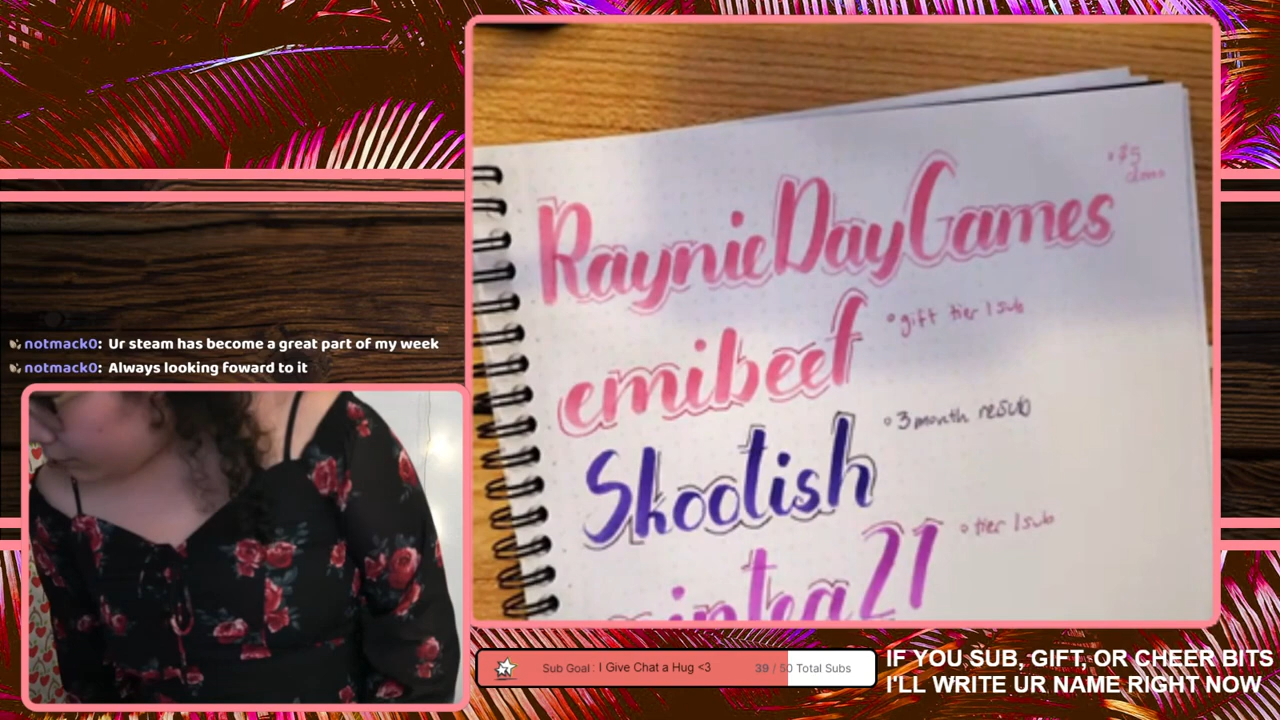 RaynieDayGames
° $5 dono
emibeef
° gift tier 1 sub
Skootish
° 3 month resub
° tier 1 sub
notmack0: Ur steam has become a great part of my week
notmack0: Always looking foward to it
Sub Goal : I Give Chat a Hug <3 39 / 50 Total Subs
IF YOU SUB, GIFT, OR CHEER BITS
I'LL WRITE UR NAME RIGHT NOW